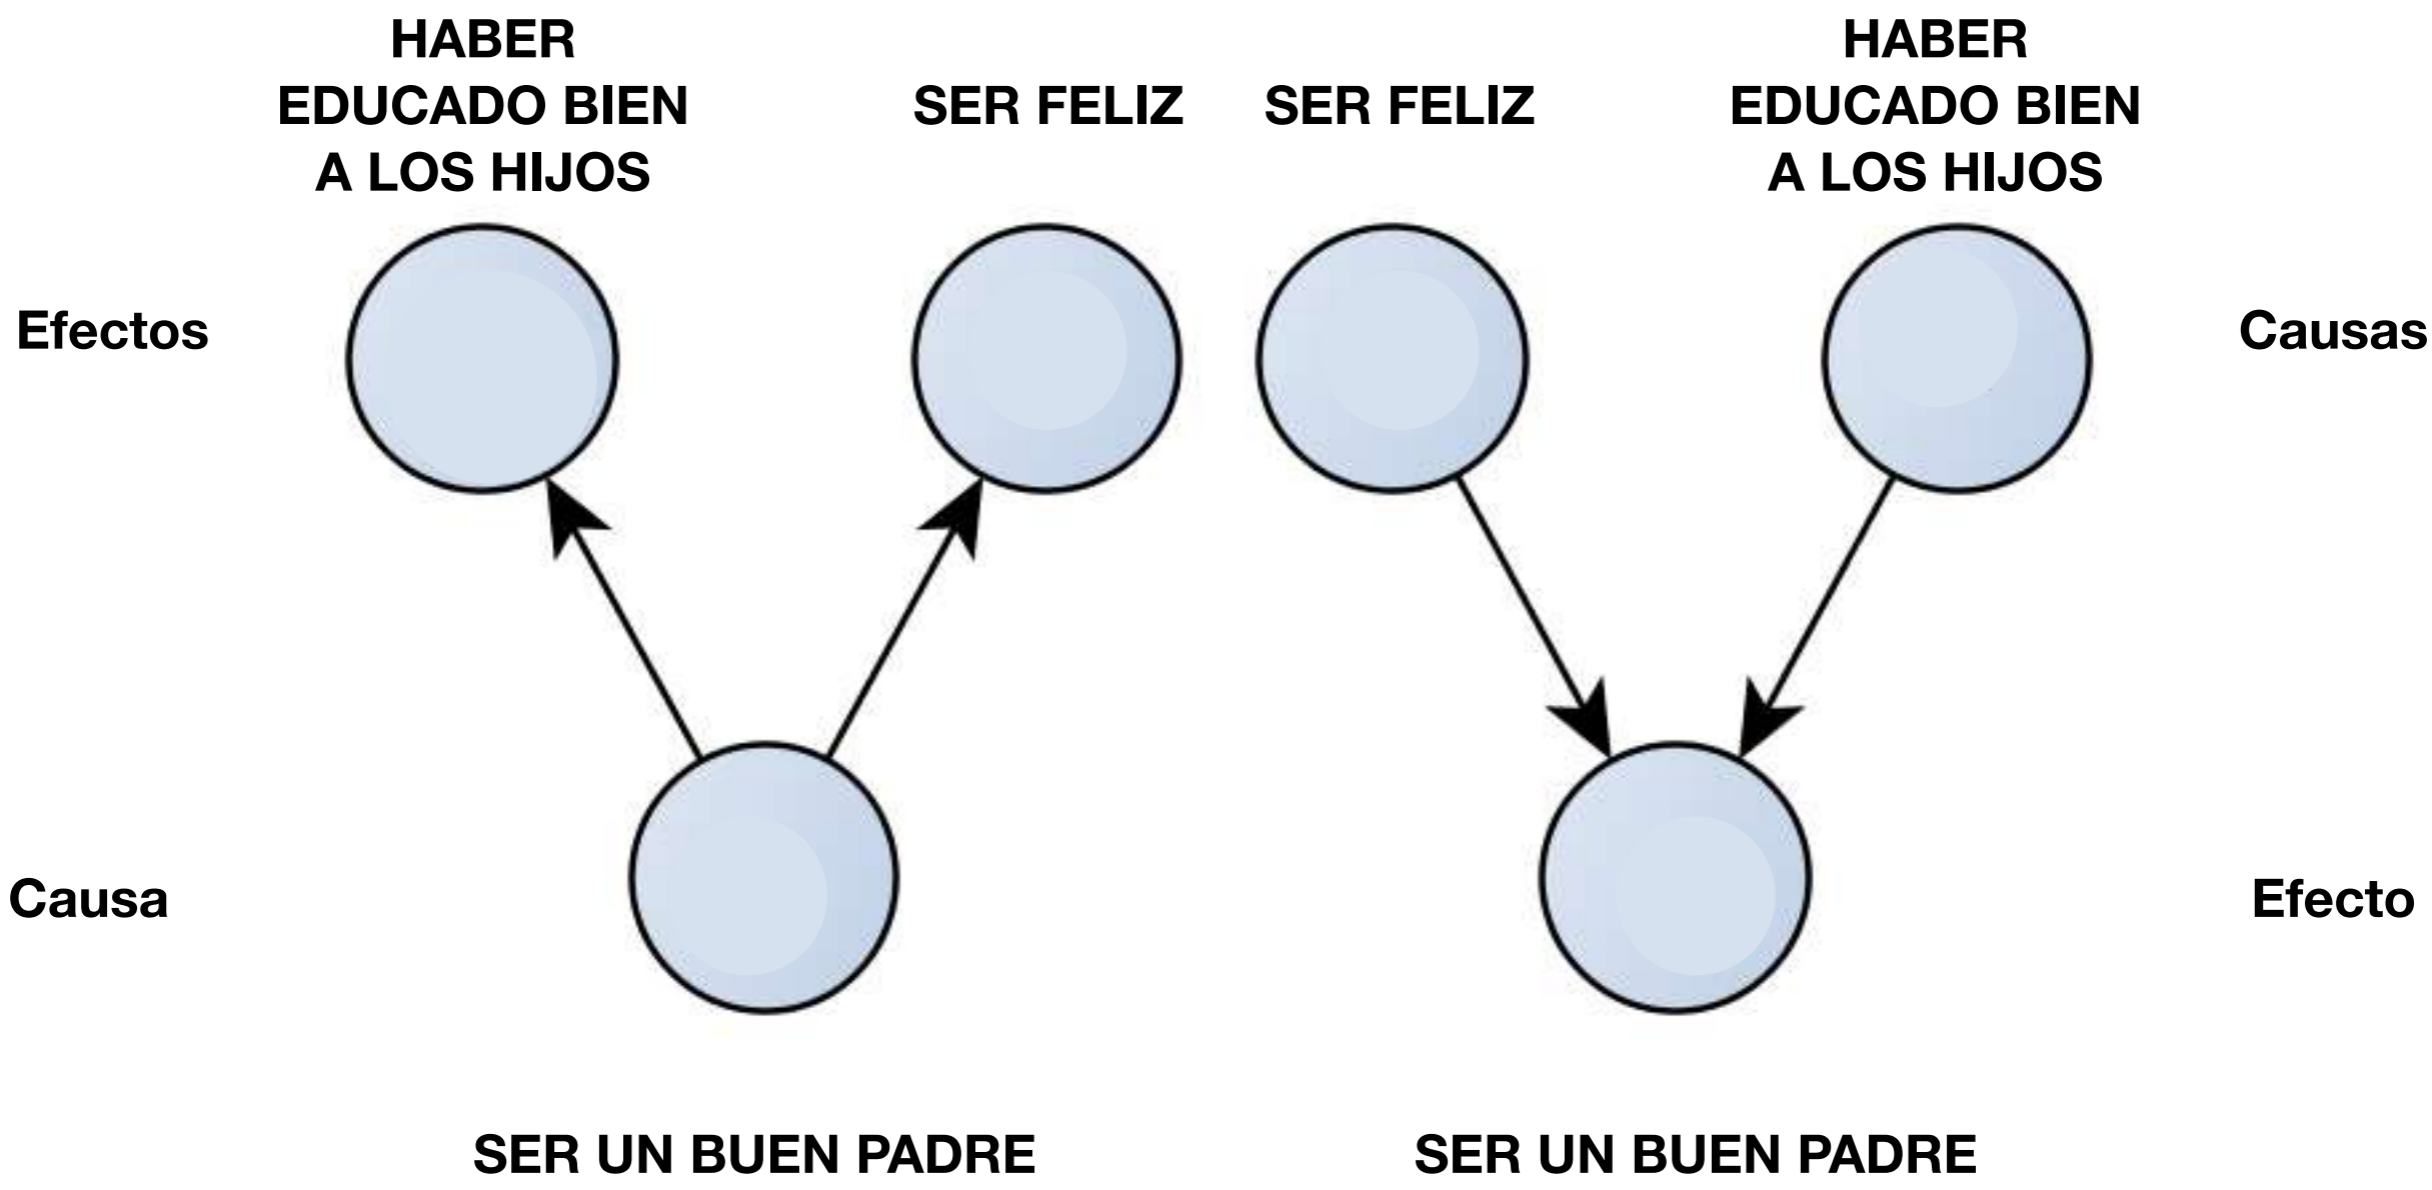 HABER
EDUCADO BIEN
A LOS HIJOS
SER FELIZ
SER FELIZ
HABER
EDUCADO BIEN
A LOS HIJOS
Efectos
Causas
Causa
Efecto
SER UN BUEN PADRE
SER UN BUEN PADRE